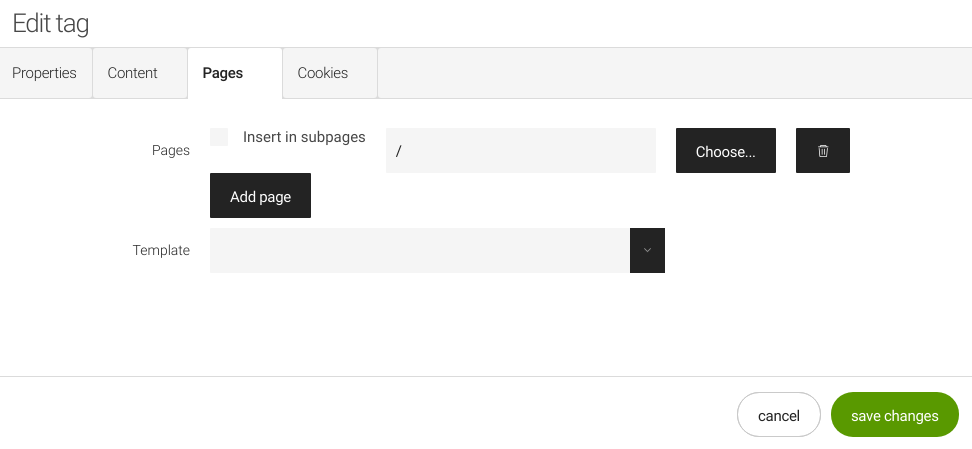 Edit tag
Properties Content Pages Cookies
Pages Insert in subpages / Choose...
Add page
Template
cancel save changes